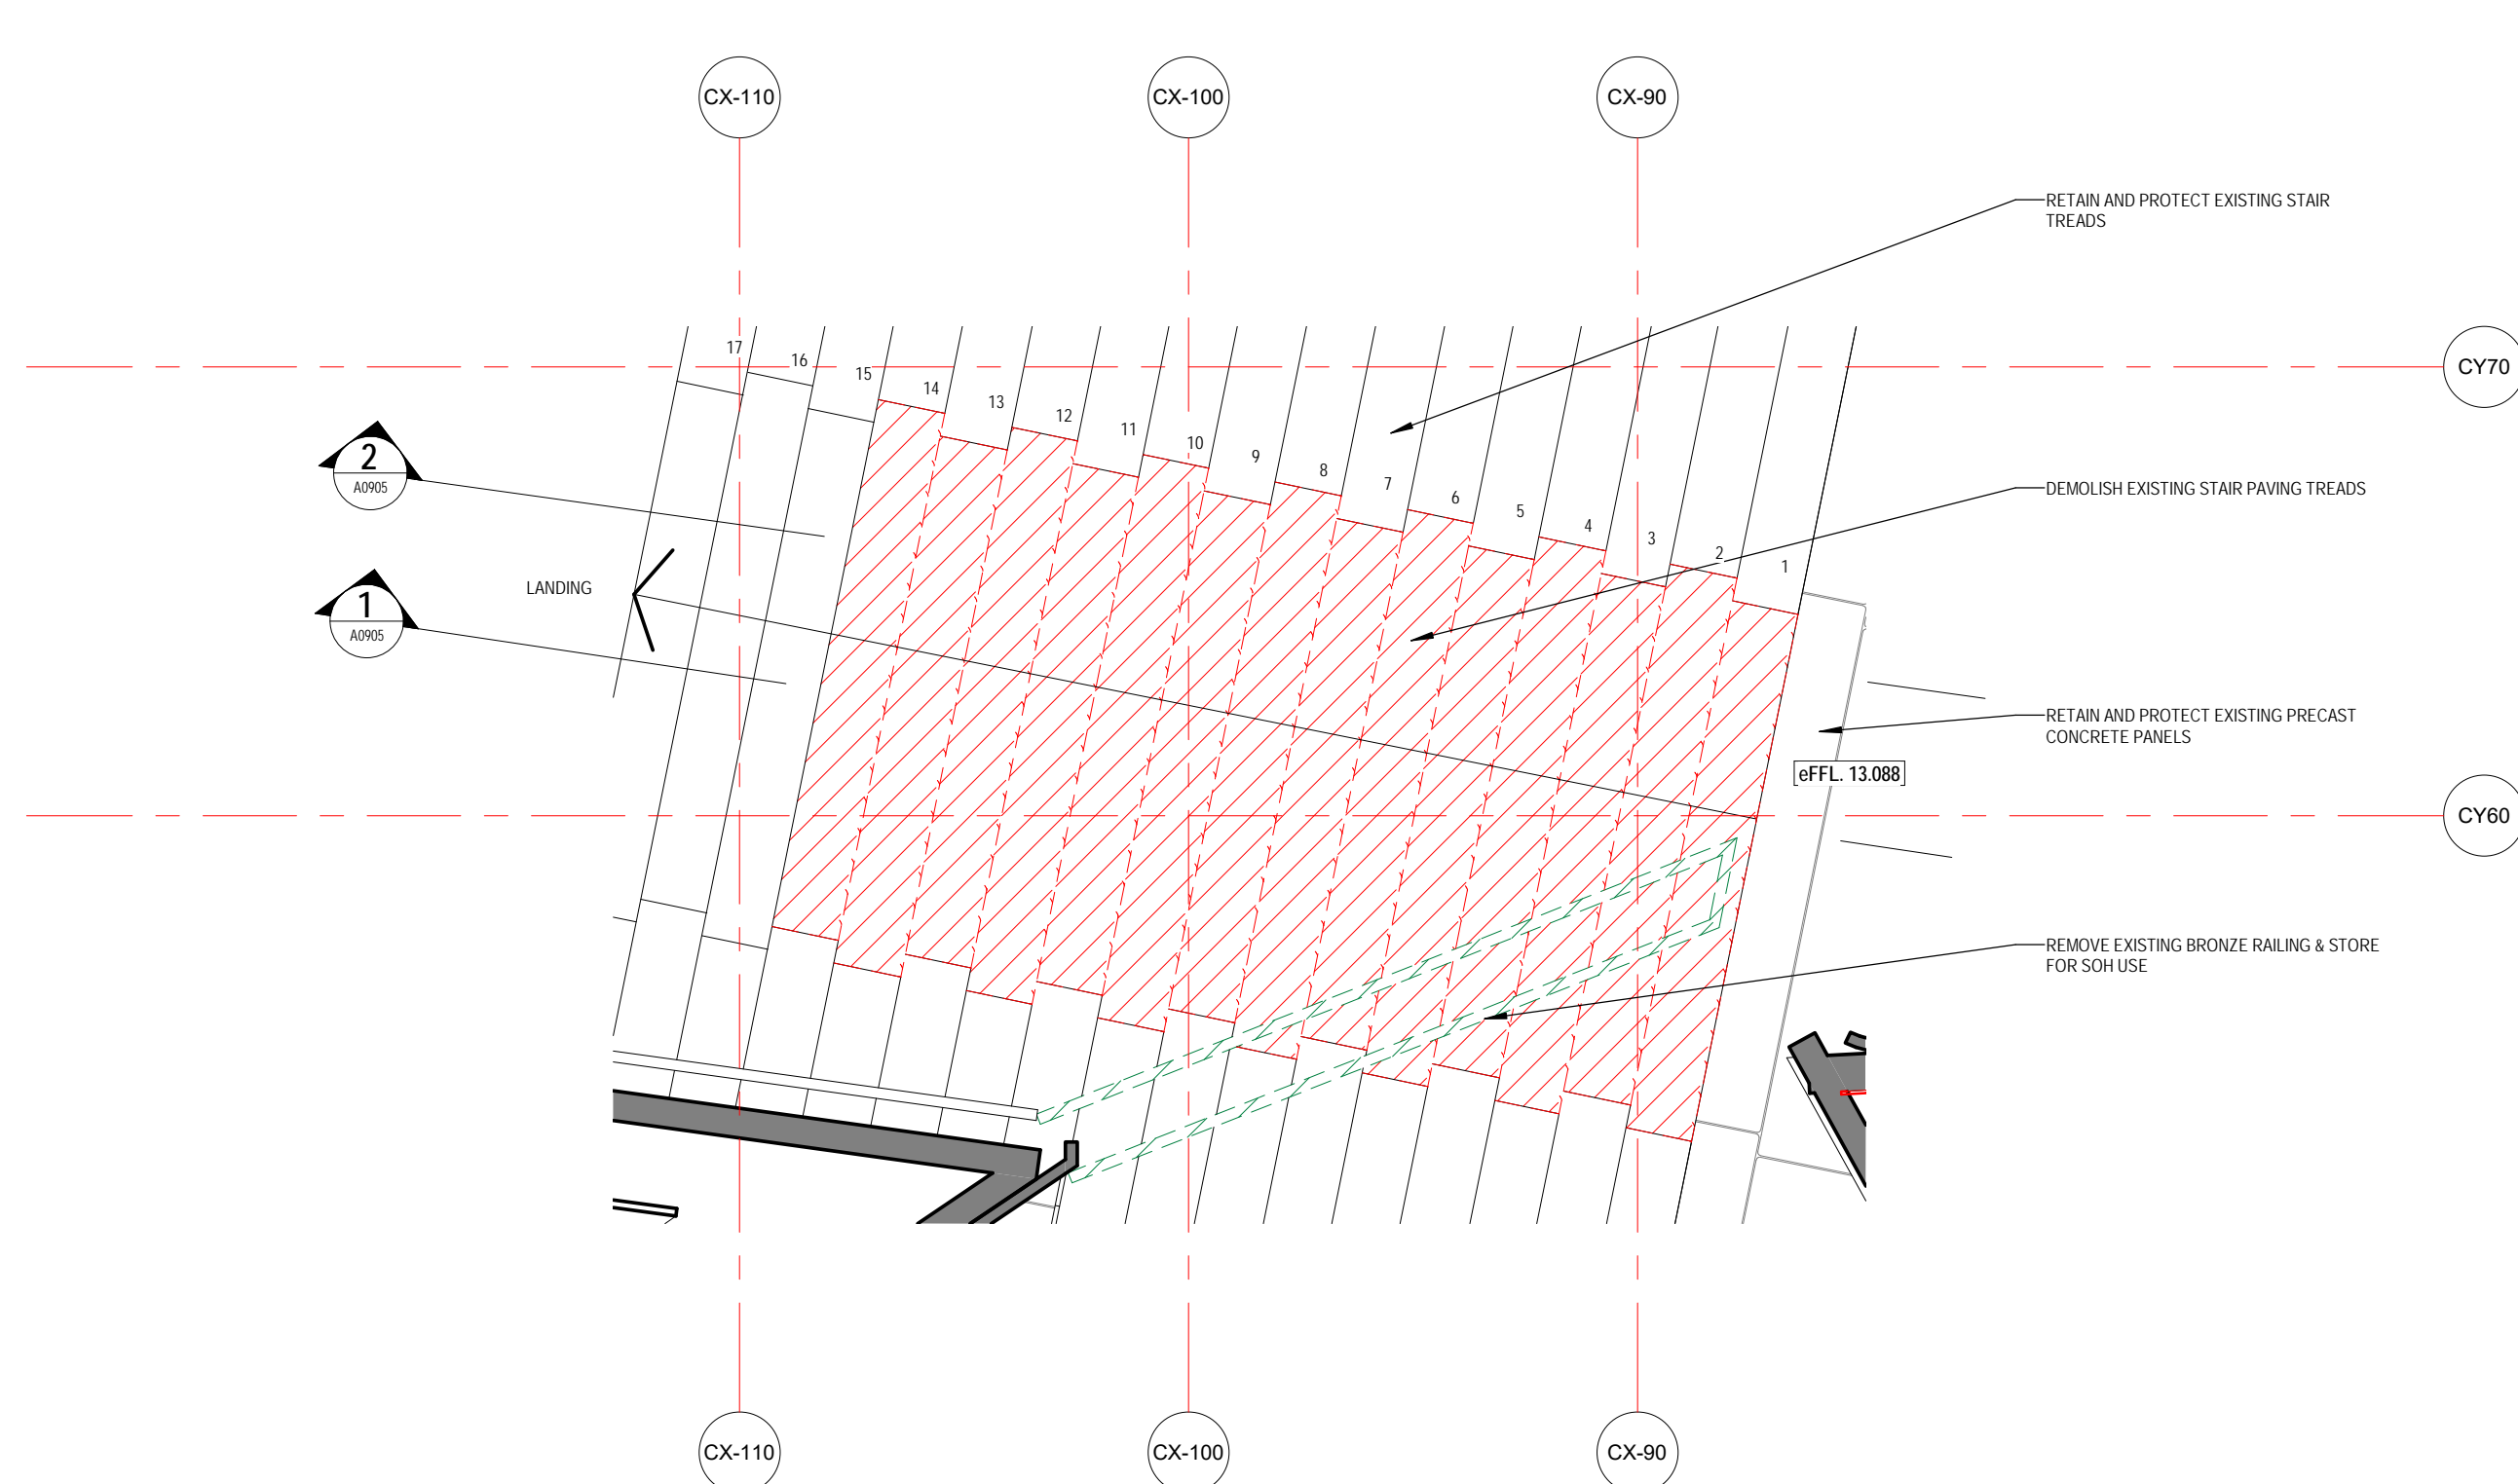 CX-110
CX-100
CX-90
RETAIN AND PROTECT EXISTING STAIR
TREADS
17
16
15
14
13
12
11
10
9
8
7
6
5
4
3
2
1
CY70
2
A0905
DEMOLISH EXISTING STAIR PAVING TREADS
LANDING
1
A0905
RETAIN AND PROTECT EXISTING PRECAST
CONCRETE PANELS
eFFL. 13.088
CY60
REMOVE EXISTING BRONZE RAILING & STORE
FOR SOH USE
CX-110
CX-100
CX-90